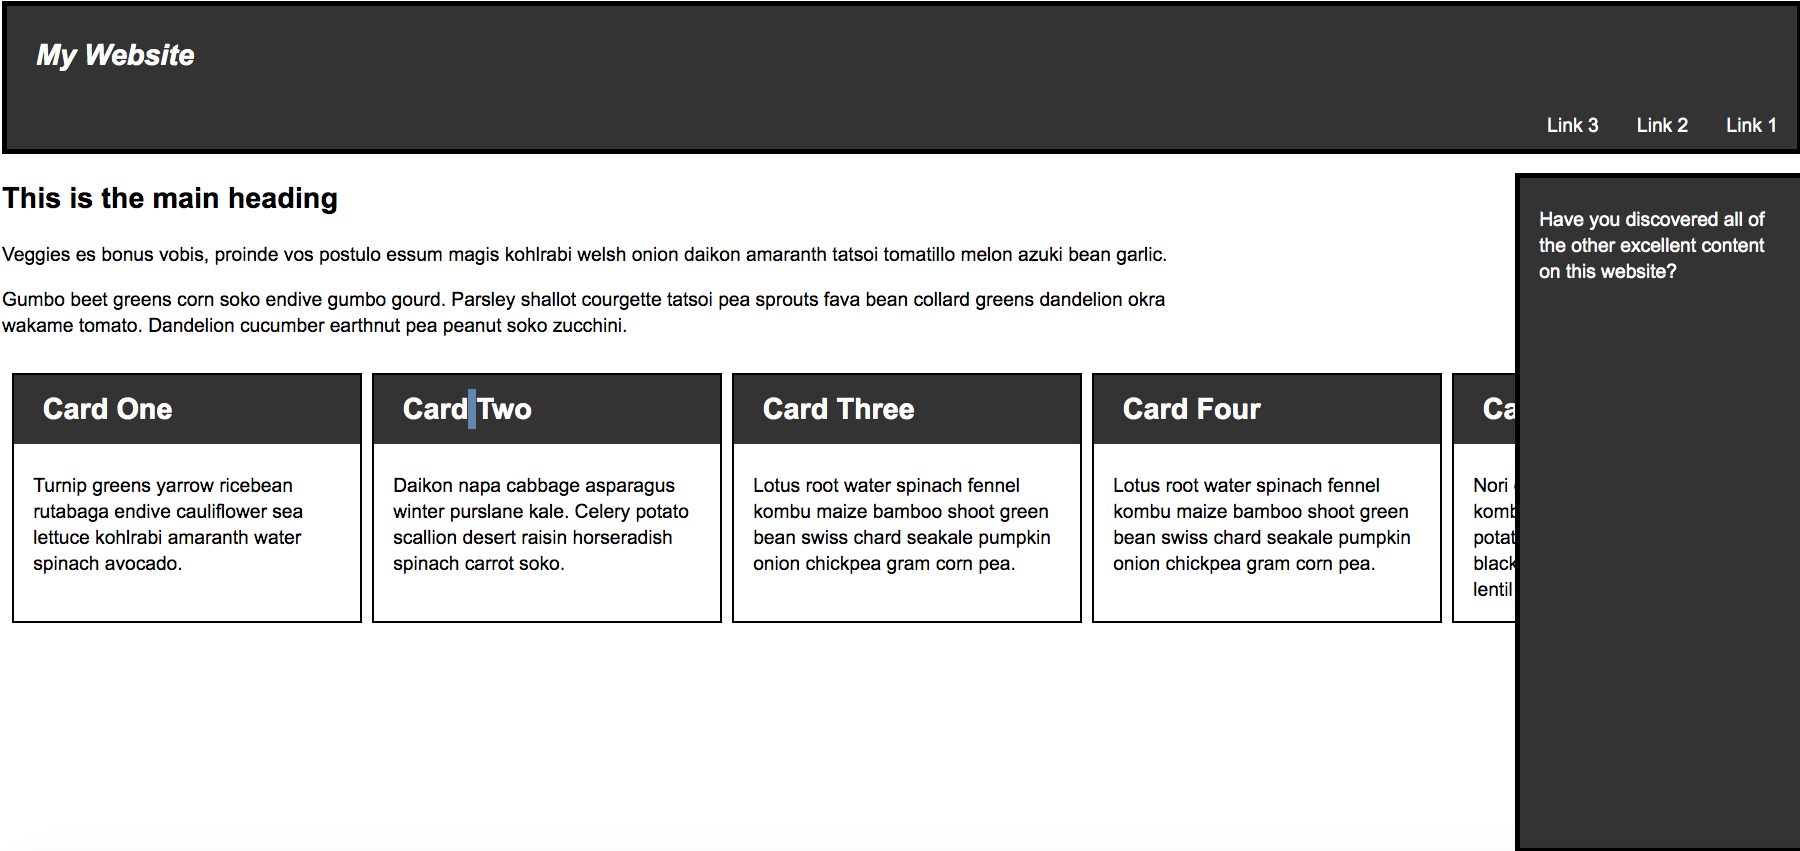 My Website
Link 3 Link 2 Link 1
This is the main heading
Veggies es bonus vobis, proinde vos postulo essum magis kohlrabi welsh onion daikon amaranth tatsoi tomatillo melon azuki bean garlic.
Gumbo beet greens corn soko endive gumbo gourd. Parsley shallot courgette tatsoi pea sprouts fava bean collard greens dandelion okra
wakame tomato. Dandelion cucumber earthnut pea peanut soko zucchini.
Card One
Turnip greens yarrow ricebean
rutabaga endive cauliflower sea
lettuce kohlrabi amaranth water
spinach avocado.
Card Two
Daikon napa cabbage asparagus
winter purslane kale. Celery potato
scallion desert raisin horseradish
spinach carrot soko.
Card Three
Lotus root water spinach fennel
kombu maize bamboo shoot green
bean swiss chard seakale pumpkin
onion chickpea gram corn pea.
Card Four
Lotus root water spinach fennel
kombu maize bamboo shoot green
bean swiss chard seakale pumpkin
onion chickpea gram corn pea.
Ca
Nori
komb
potat
black
lentil
Have you discovered all of
the other excellent content
on this website?